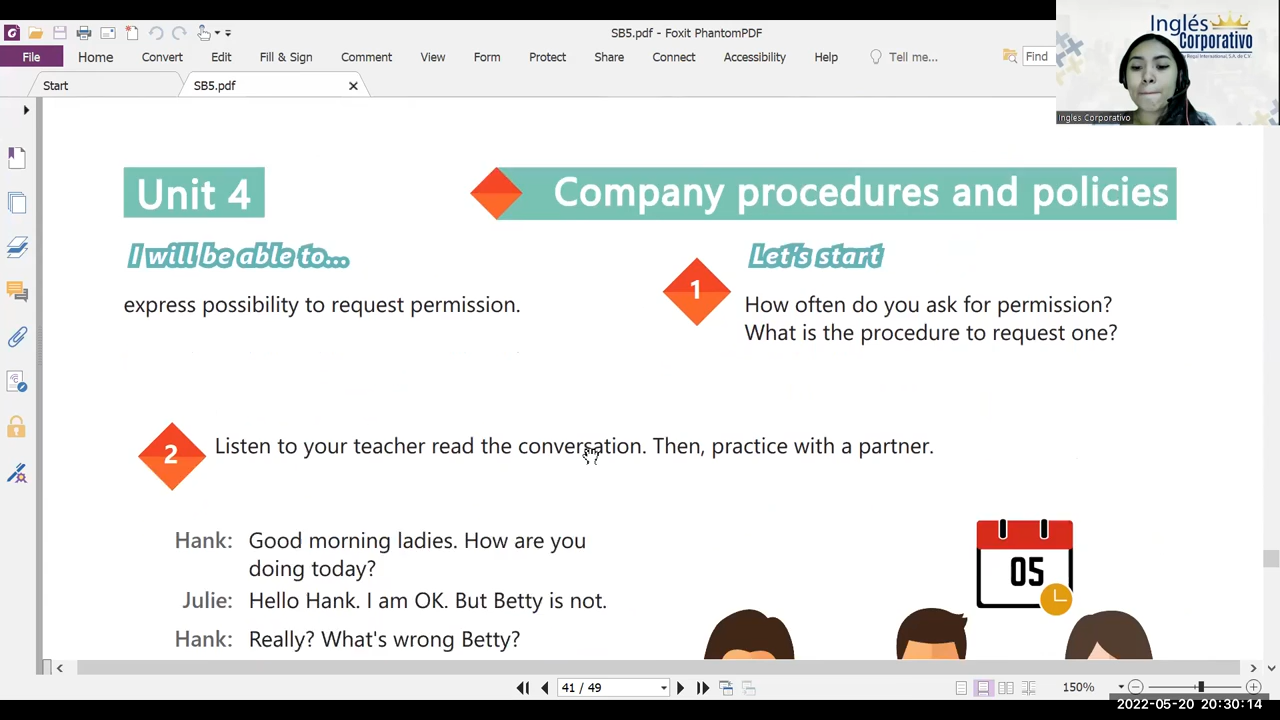 SB5.pdf - Foxit PhantomPDF
File Home Convert Edit Fill & Sign Comment View Form Protect Share Connect Accessibility Help Tell me... Find
Start SB5.pdf
Inglés
Corporativo
Ingles Corporativo
Unit 4
Company procedures and policies
I will be able to...
express possibility to request permission.
Let's start
1
How often do you ask for permission?
What is the procedure to request one?
2
Listen to your teacher read the conversation. Then, practice with a partner.
Hank: Good morning ladies. How are you
doing today?
Julie: Hello Hank. I am OK. But Betty is not.
Hank: Really? What's wrong Betty?
05
41 / 49
150%
2022-05-20 20:30:14